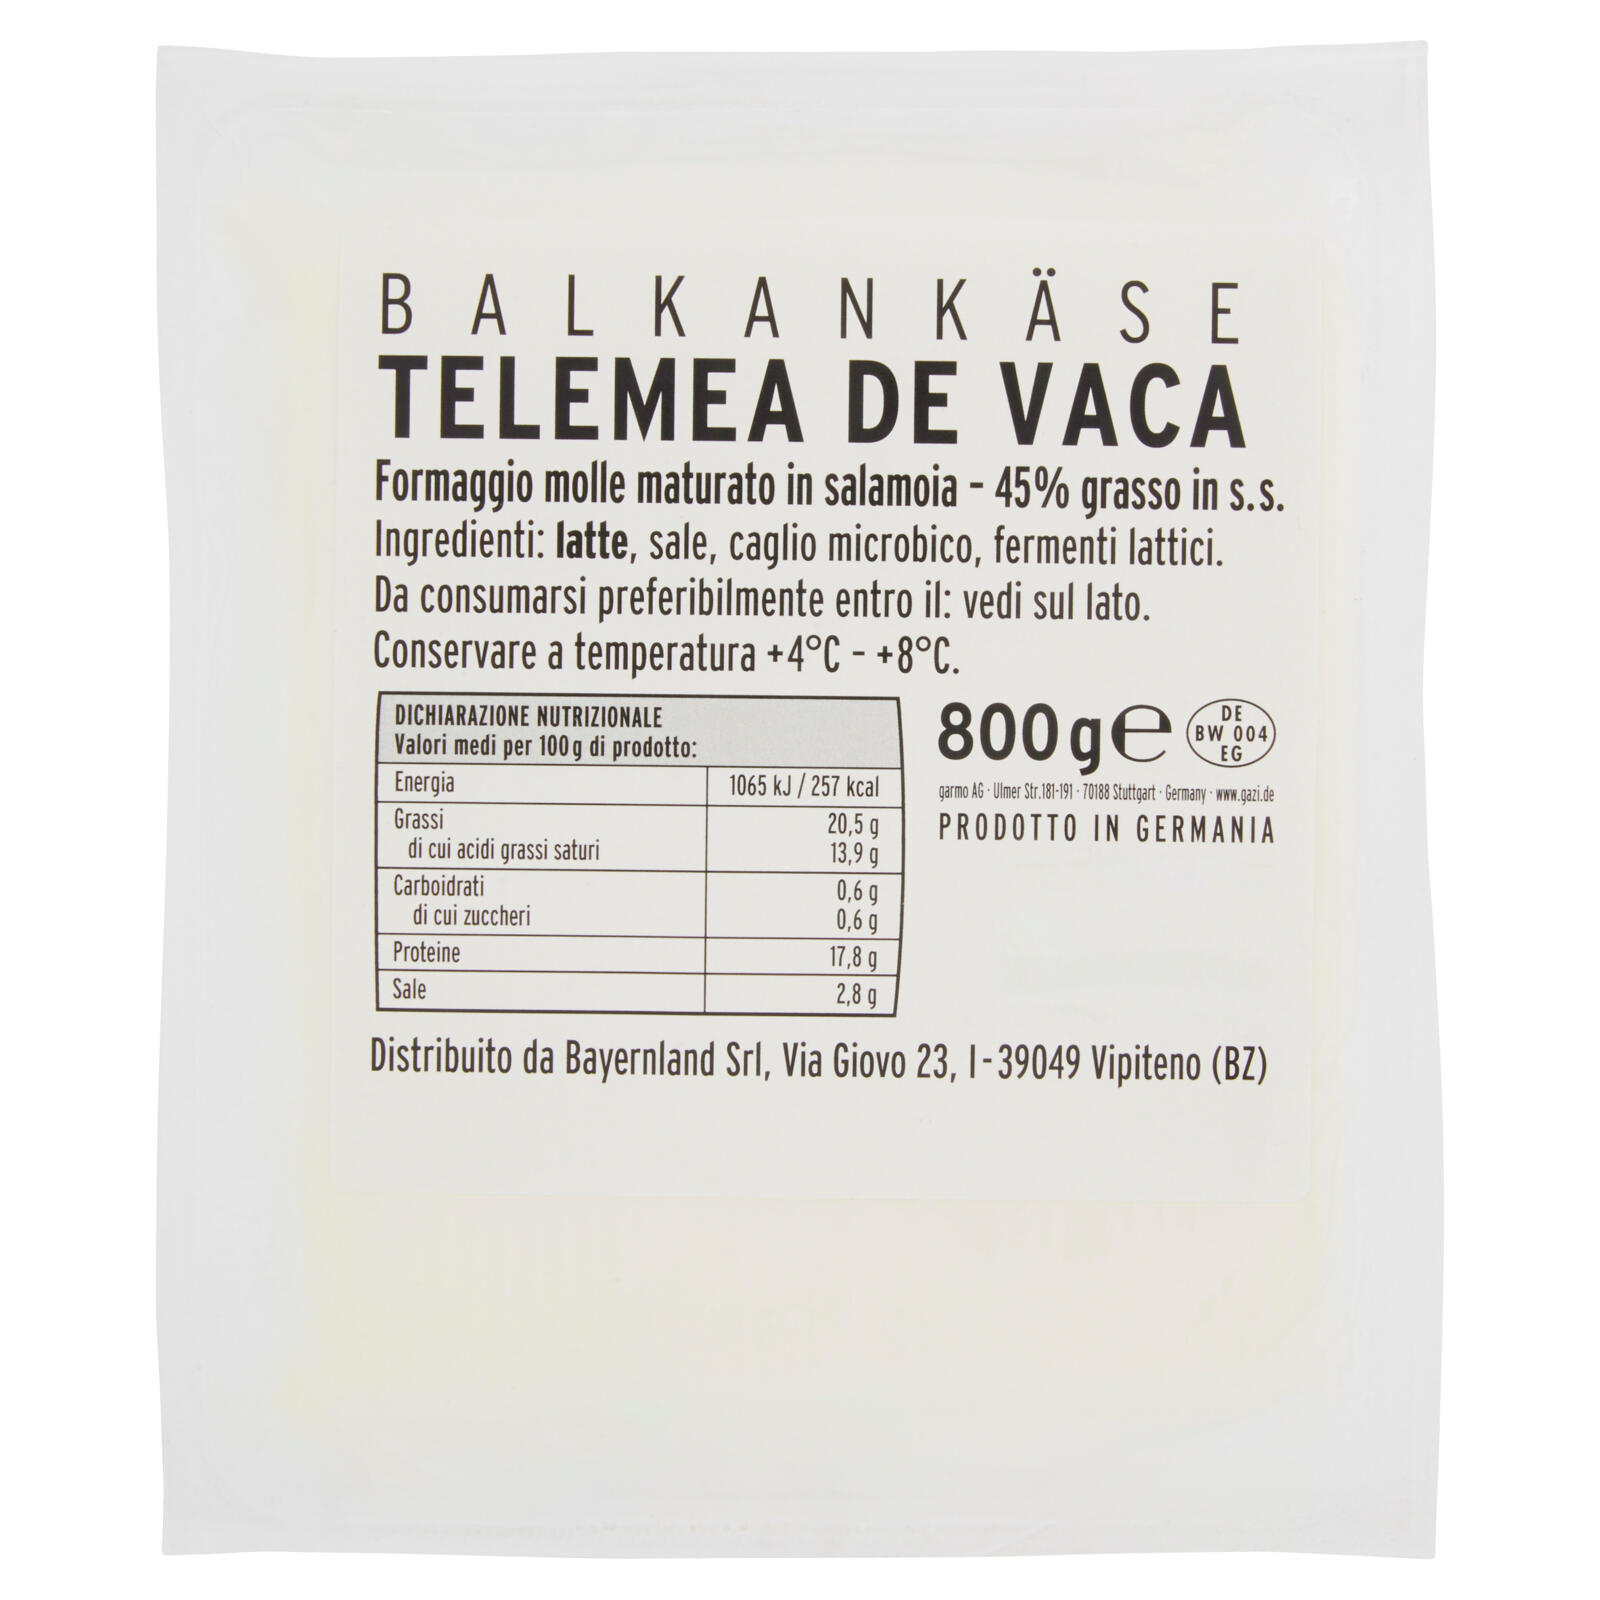 BALKANKÄSE
TELEMEA DE VACA
Formaggio molle maturato in salamoia - 45% grasso in s.s.
Ingredienti: latte, sale, caglio microbico, fermenti lattici.
Da consumarsi preferibilmente entro il: vedi sul lato.
Conservare a temperatura +4°C - +8°C.
DICHIARAZIONE NUTRIZIONALE
Valori medi per 100 g di prodotto:
Energia 1065 kJ / 257 kcal
Grassi 20,5 g
di cui acidi grassi saturi 13,9 g
Carboidrati 0,6 g
di cui zuccheri 0,6 g
Proteine 17,8 g
Sale 2,8 g
800 g e
DE
BW 004
EG
garmo AG · Ulmer Str.181-191 · 70188 Stuttgart · Germany · www.gazi.de
PRODOTTO IN GERMANIA
Distribuito da Bayernland Srl, Via Giovo 23, I-39049 Vipiteno (BZ)